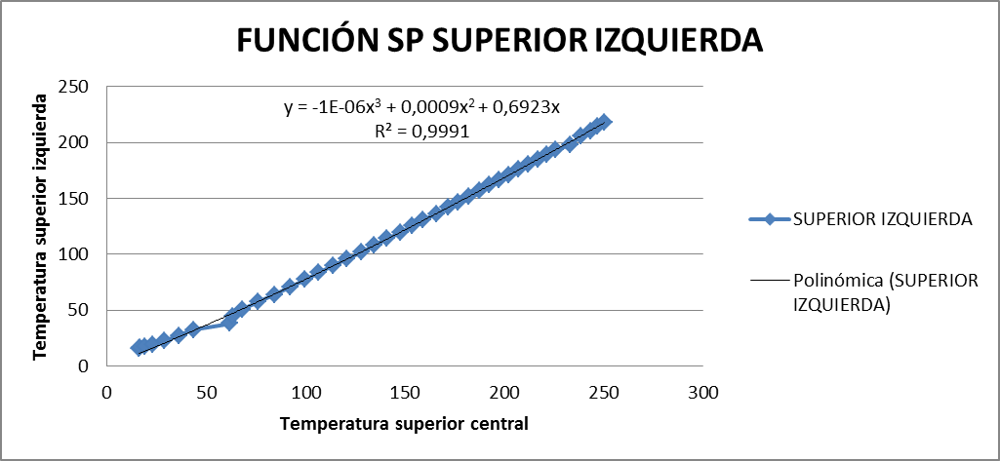 FUNCIÓN SP SUPERIOR IZQUIERDA
y = -1E-06x³ + 0,0009x² + 0,6923x
R² = 0,9991
Temperatura superior izquierda
250
200
150
100
50
0
0 50 100 150 200 250 300
Temperatura superior central
SUPERIOR IZQUIERDA
Polinómica (SUPERIOR
IZQUIERDA)